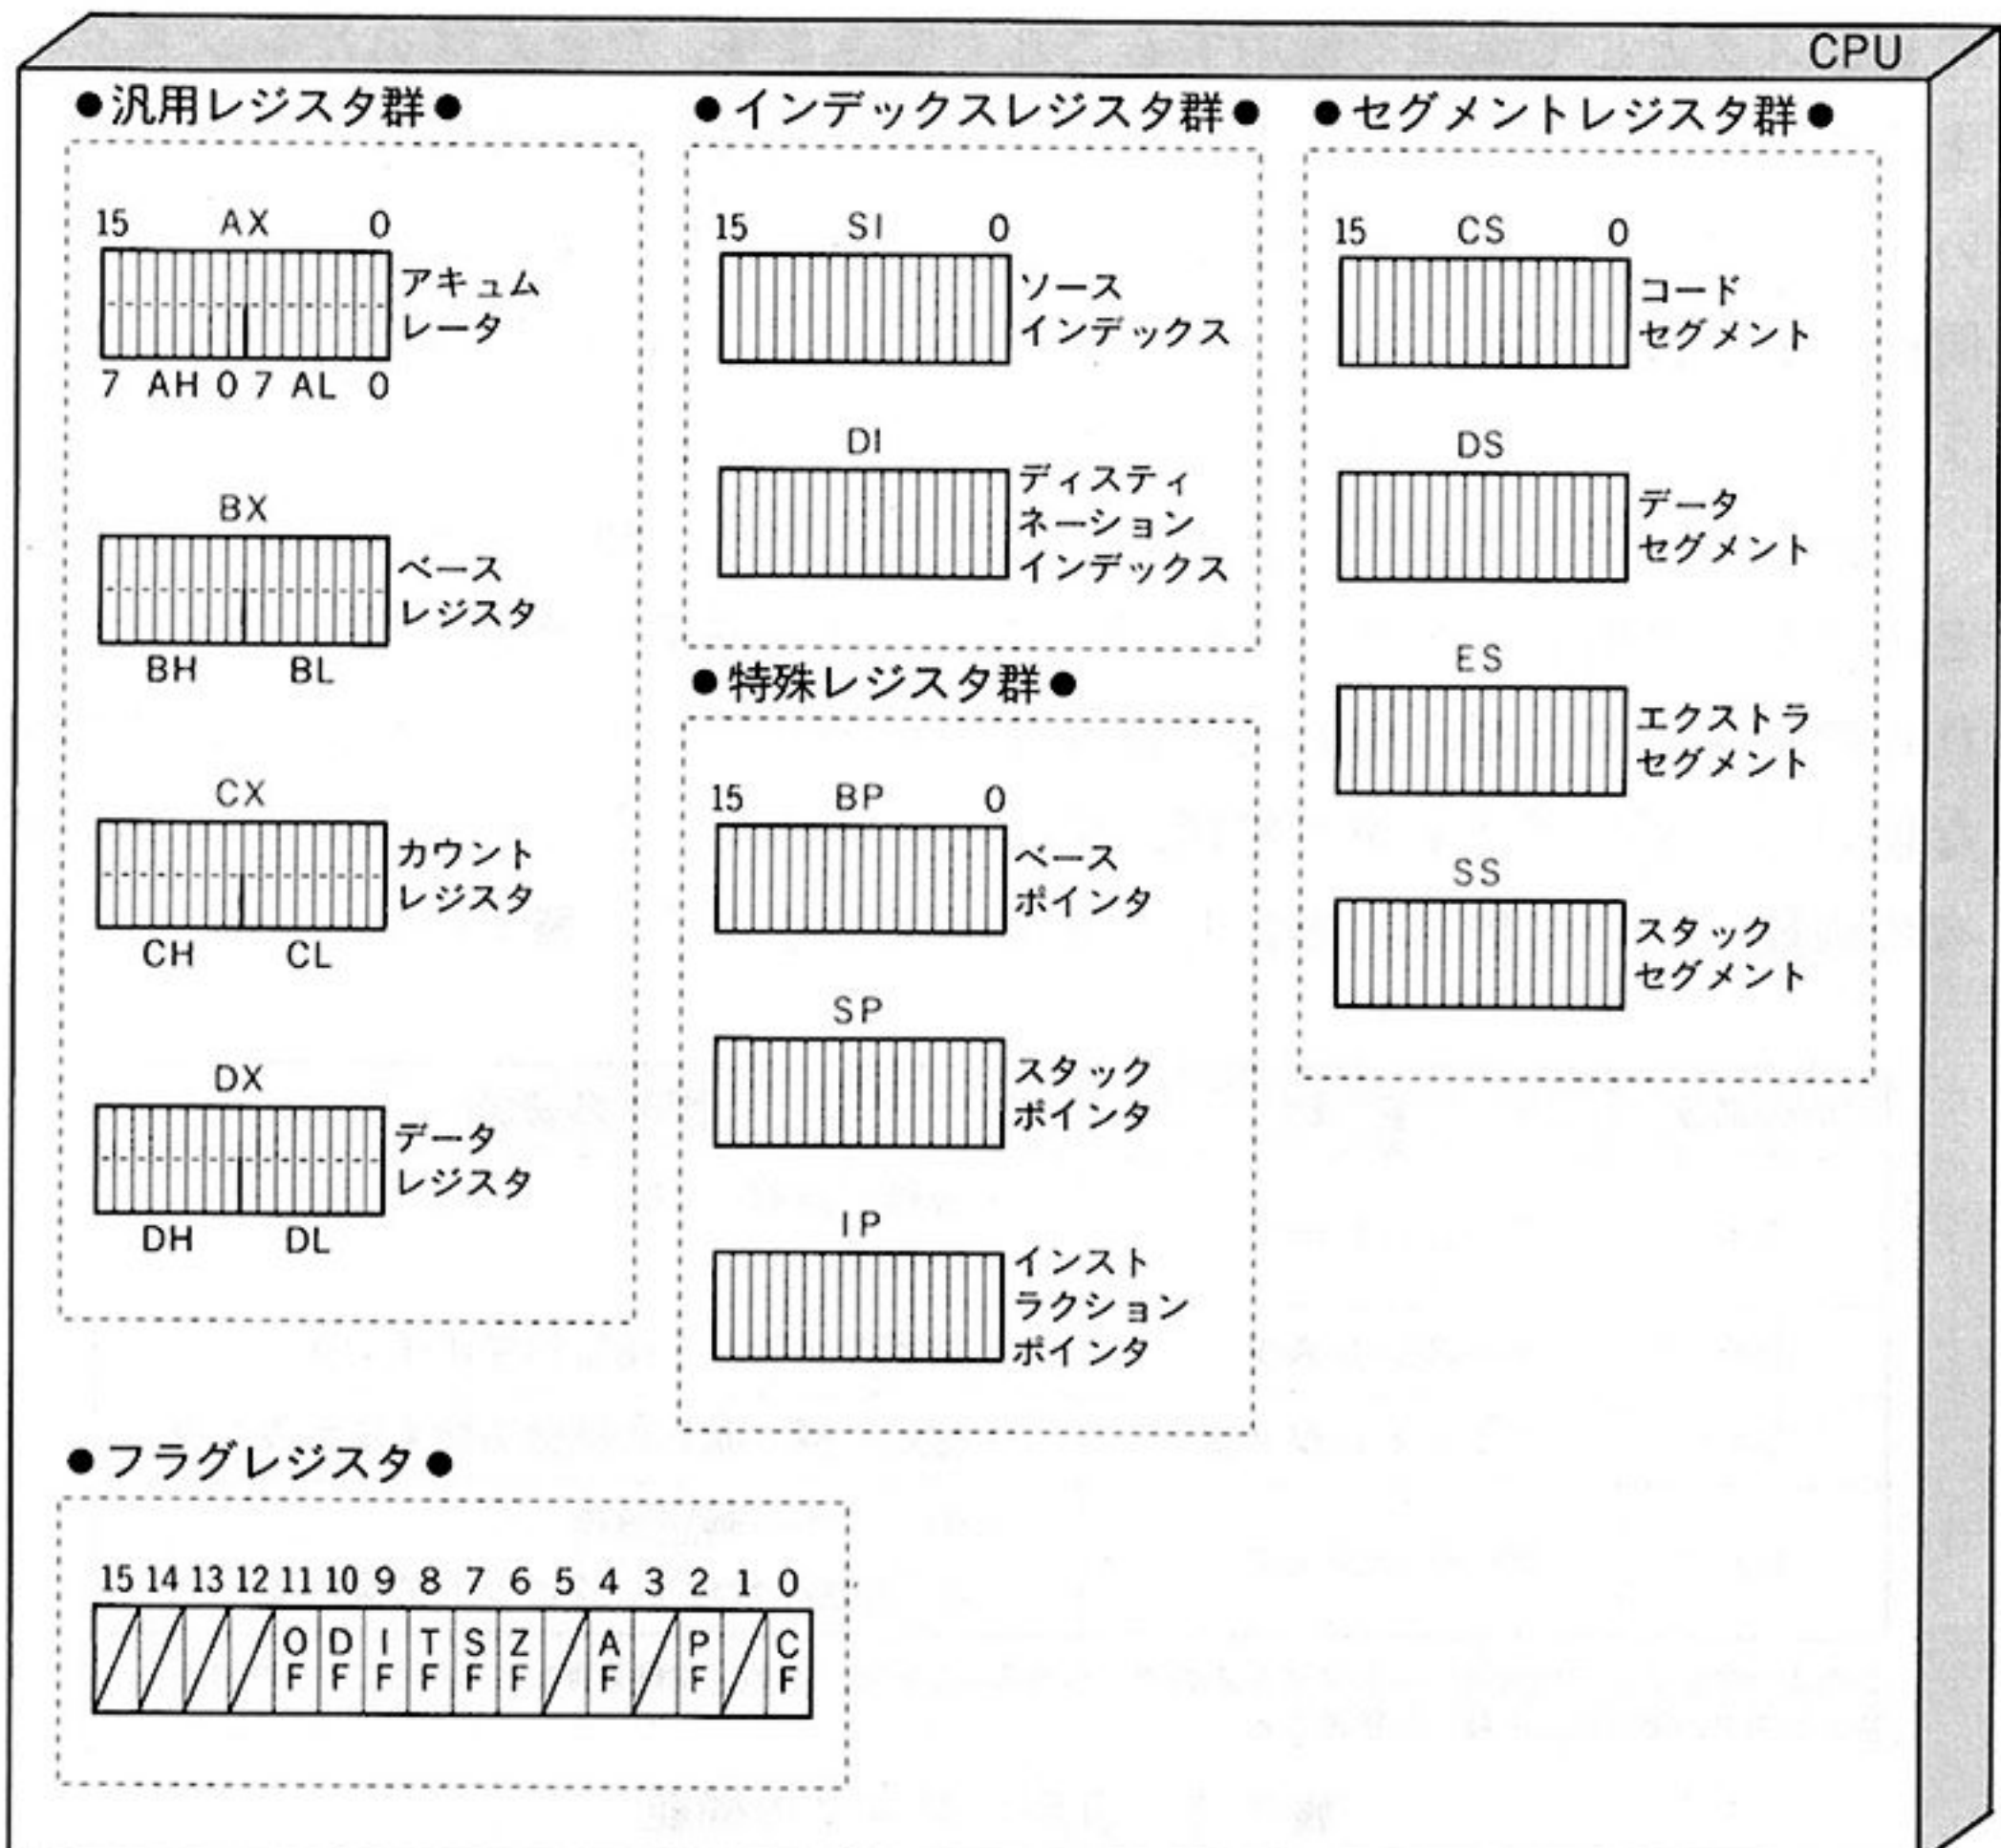 CPU
●汎用レジスタ群●
15 AX 0
アキュム
レータ
7 AH 0 7 AL 0
BX
ベース
レジスタ
BH BL
CX
カウント
レジスタ
CH CL
DX
データ
レジスタ
DH DL
●インデックスレジスタ群●
15 SI 0
ソース
インデックス
DI
ディスティ
ネーション
インデックス
●特殊レジスタ群●
15 BP 0
ベース
ポインタ
SP
スタック
ポインタ
IP
インスト
ラクション
ポインタ
●セグメントレジスタ群●
15 CS 0
コード
セグメント
DS
データ
セグメント
ES
エクストラ
セグメント
SS
スタック
セグメント
●フラグレジスタ●
15 14 13 12 11 10 9 8 7 6 5 4 3 2 1 0
OF DF IF TF SF ZF AF PF CF